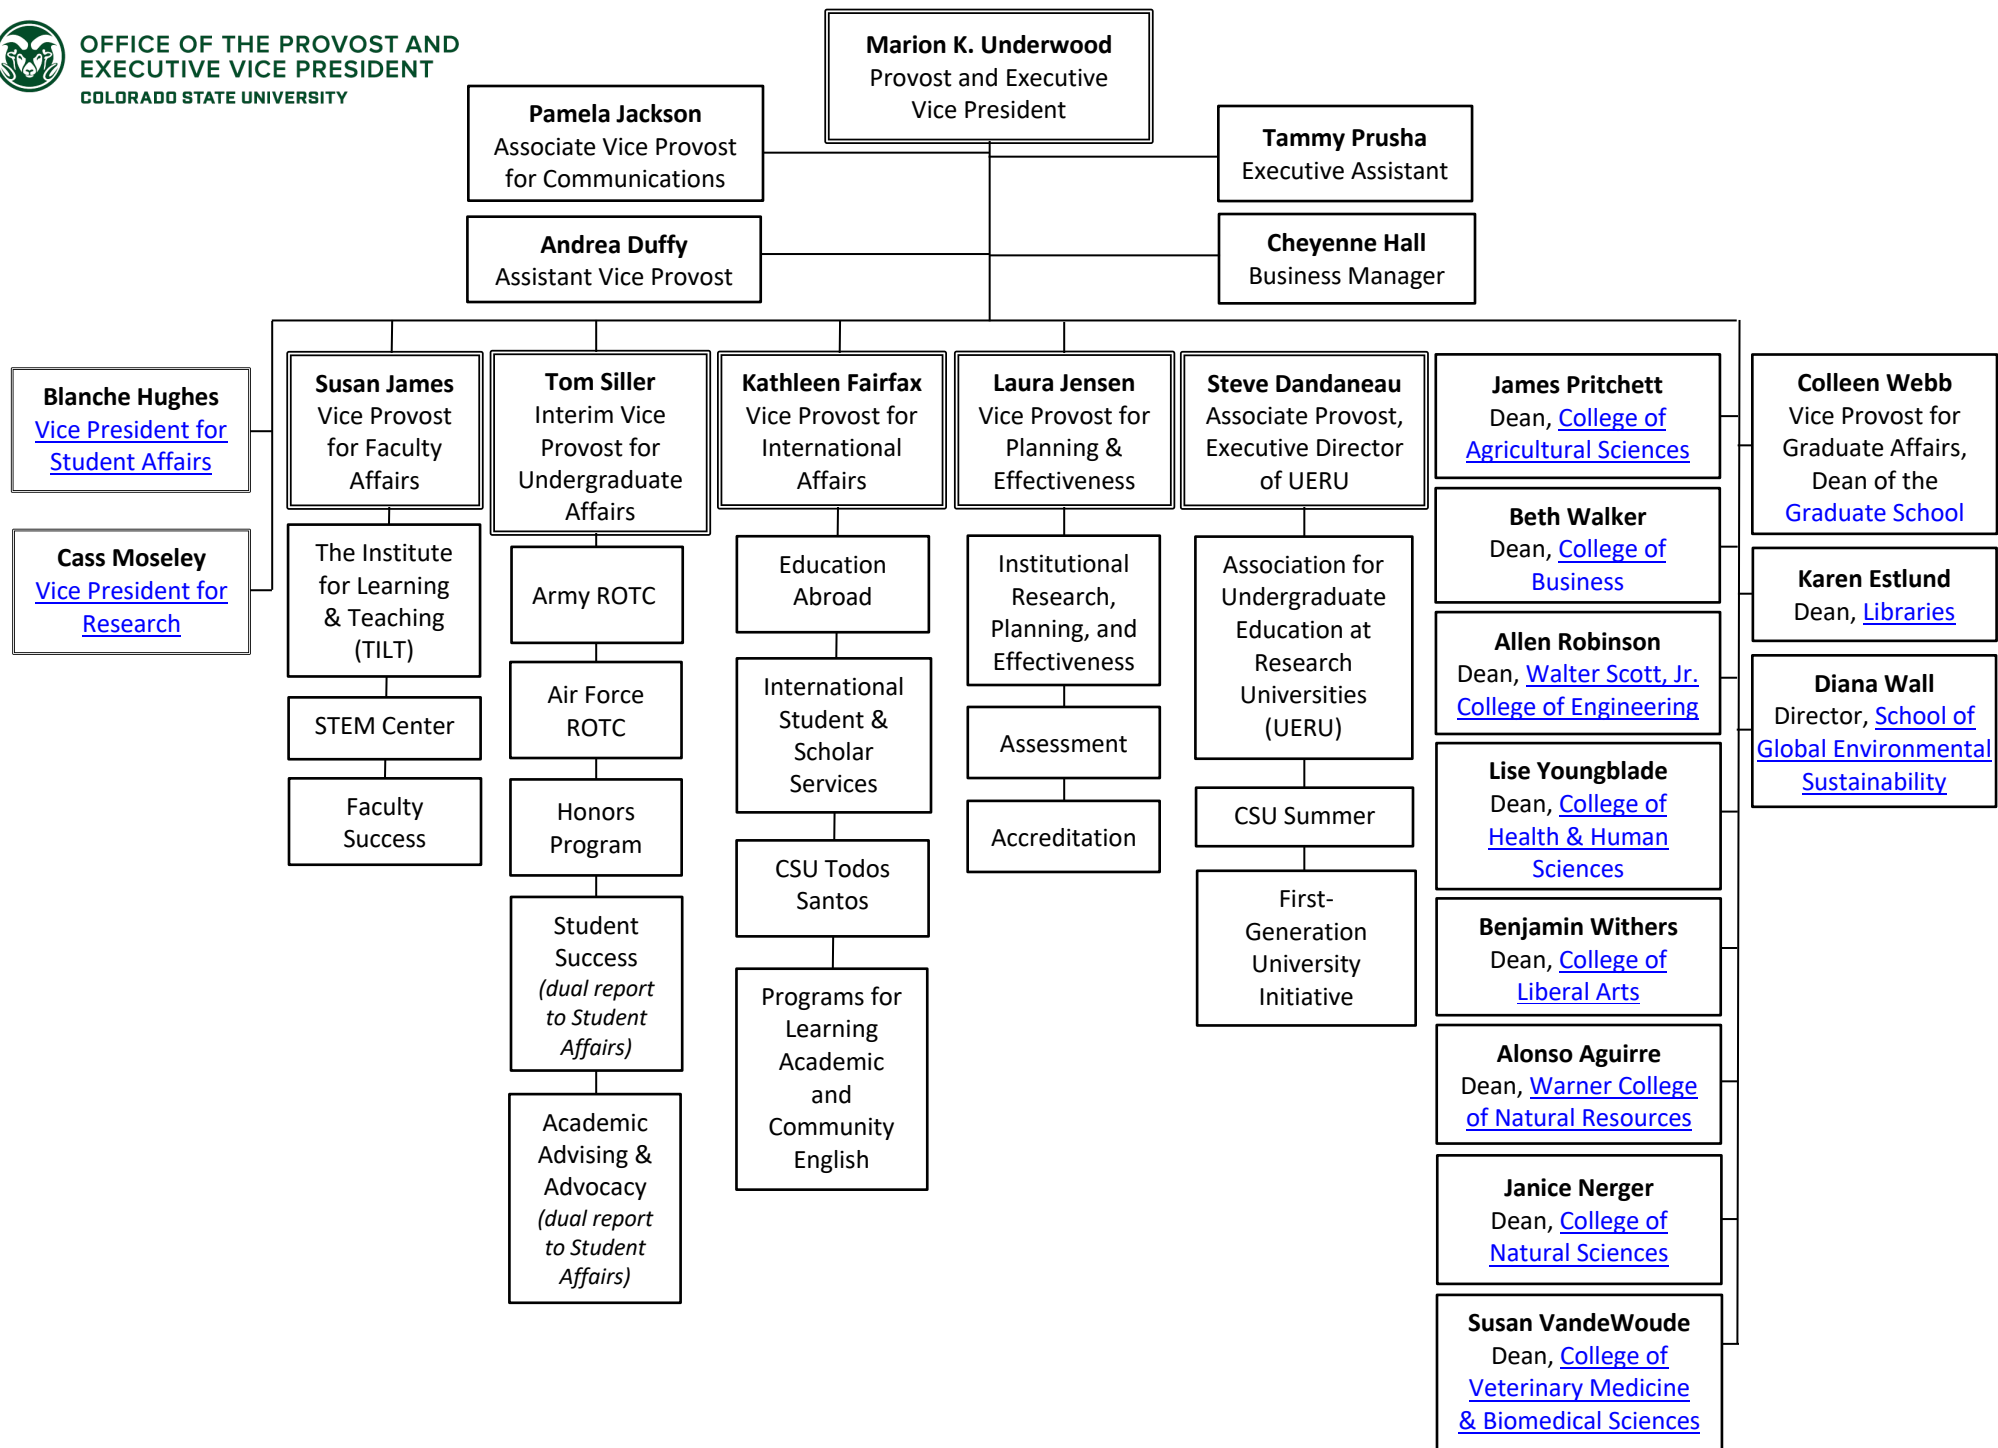 OFFICE OF THE PROVOST AND
EXECUTIVE VICE PRESIDENT
COLORADO STATE UNIVERSITY
Marion K. Underwood
Provost and Executive
Vice President
Pamela Jackson
Associate Vice Provost
for Communications
Tammy Prusha
Executive Assistant
Andrea Duffy
Assistant Vice Provost
Cheyenne Hall
Business Manager
Blanche Hughes
Vice President for
Student Affairs
Cass Moseley
Vice President for
Research
Susan James
Vice Provost
for Faculty
Affairs
The Institute
for Learning
& Teaching
(TILT)
STEM Center
Faculty
Success
Tom Siller
Interim Vice
Provost for
Undergraduate
Affairs
Army ROTC
Air Force
ROTC
Honors
Program
Student
Success
(dual report
to Student
Affairs)
Academic
Advising &
Advocacy
(dual report
to Student
Affairs)
Kathleen Fairfax
Vice Provost for
International
Affairs
Education
Abroad
International
Student &
Scholar
Services
CSU Todos
Santos
Programs for
Learning
Academic
and
Community
English
Laura Jensen
Vice Provost for
Planning &
Effectiveness
Institutional
Research,
Planning, and
Effectiveness
Assessment
Accreditation
Steve Dandaneau
Associate Provost,
Executive Director
of UERU
Association for
Undergraduate
Education at
Research
Universities
(UERU)
CSU Summer
First-
Generation
University
Initiative
James Pritchett
Dean, College of
Agricultural Sciences
Beth Walker
Dean, College of
Business
Allen Robinson
Dean, Walter Scott, Jr.
College of Engineering
Lise Youngblade
Dean, College of
Health & Human
Sciences
Benjamin Withers
Dean, College of
Liberal Arts
Alonso Aguirre
Dean, Warner College
of Natural Resources
Janice Nerger
Dean, College of
Natural Sciences
Susan VandeWoude
Dean, College of
Veterinary Medicine
& Biomedical Sciences
Colleen Webb
Vice Provost for
Graduate Affairs,
Dean of the
Graduate School
Karen Estlund
Dean, Libraries
Diana Wall
Director, School of
Global Environmental
Sustainability